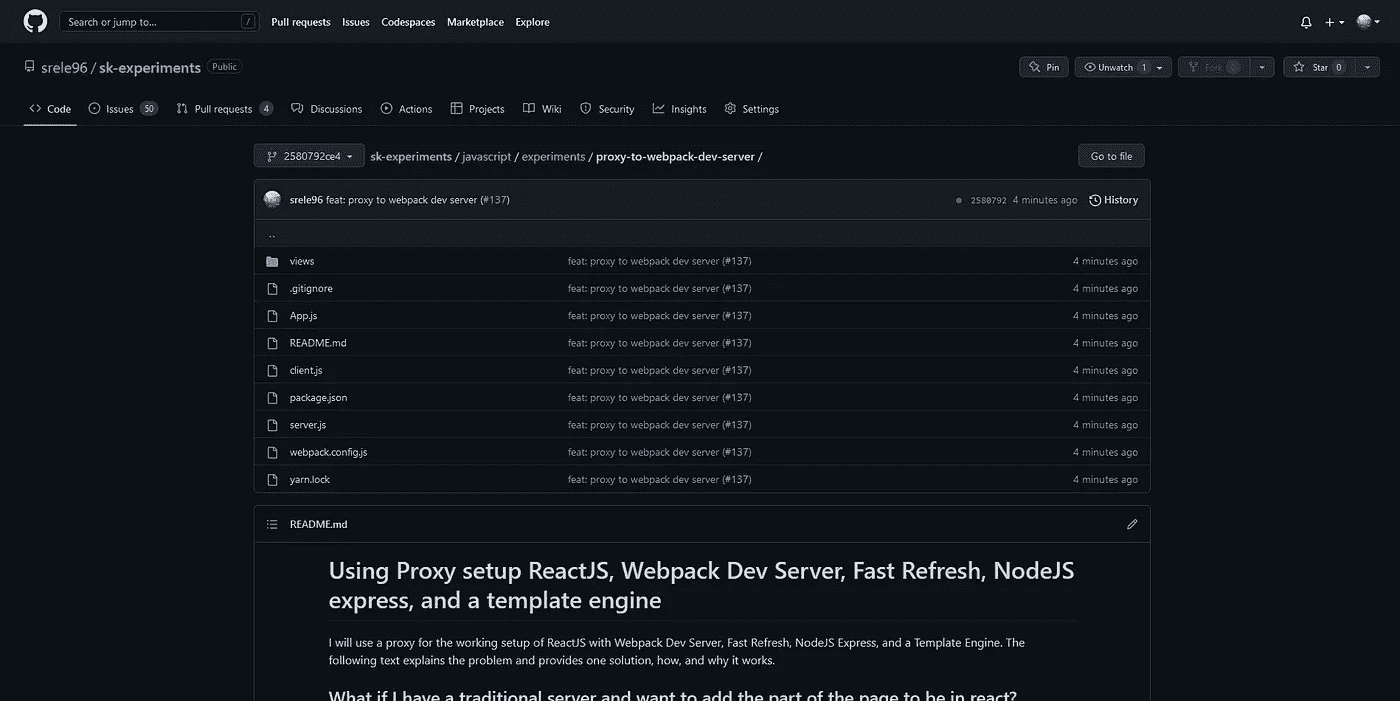 Search or jump to... / Pull requests Issues Codespaces Marketplace Explore
srele96 / sk-experiments Public Pin Unwatch 1 Fork Star 0
Code Issues 50 Pull requests 4 Discussions Actions Projects Wiki Security Insights Settings
2580792ce4 sk-experiments / javascript / experiments / proxy-to-webpack-dev-server / Go to file
srele96 feat: proxy to webpack dev server (#137) 2580792 4 minutes ago History
..
views feat: proxy to webpack dev server (#137) 4 minutes ago
.gitignore feat: proxy to webpack dev server (#137) 4 minutes ago
App.js feat: proxy to webpack dev server (#137) 4 minutes ago
README.md feat: proxy to webpack dev server (#137) 4 minutes ago
client.js feat: proxy to webpack dev server (#137) 4 minutes ago
package.json feat: proxy to webpack dev server (#137) 4 minutes ago
server.js feat: proxy to webpack dev server (#137) 4 minutes ago
webpack.config.js feat: proxy to webpack dev server (#137) 4 minutes ago
yarn.lock feat: proxy to webpack dev server (#137) 4 minutes ago
README.md
Using Proxy setup ReactJS, Webpack Dev Server, Fast Refresh, NodeJS
express, and a template engine
I will use a proxy for the working setup of ReactJS with Webpack Dev Server, Fast Refresh, NodeJS Express, and a Template Engine. The
following text explains the problem and provides one solution, how, and why it works.
What if I have a traditional server and want to add the part of the page to be in react?